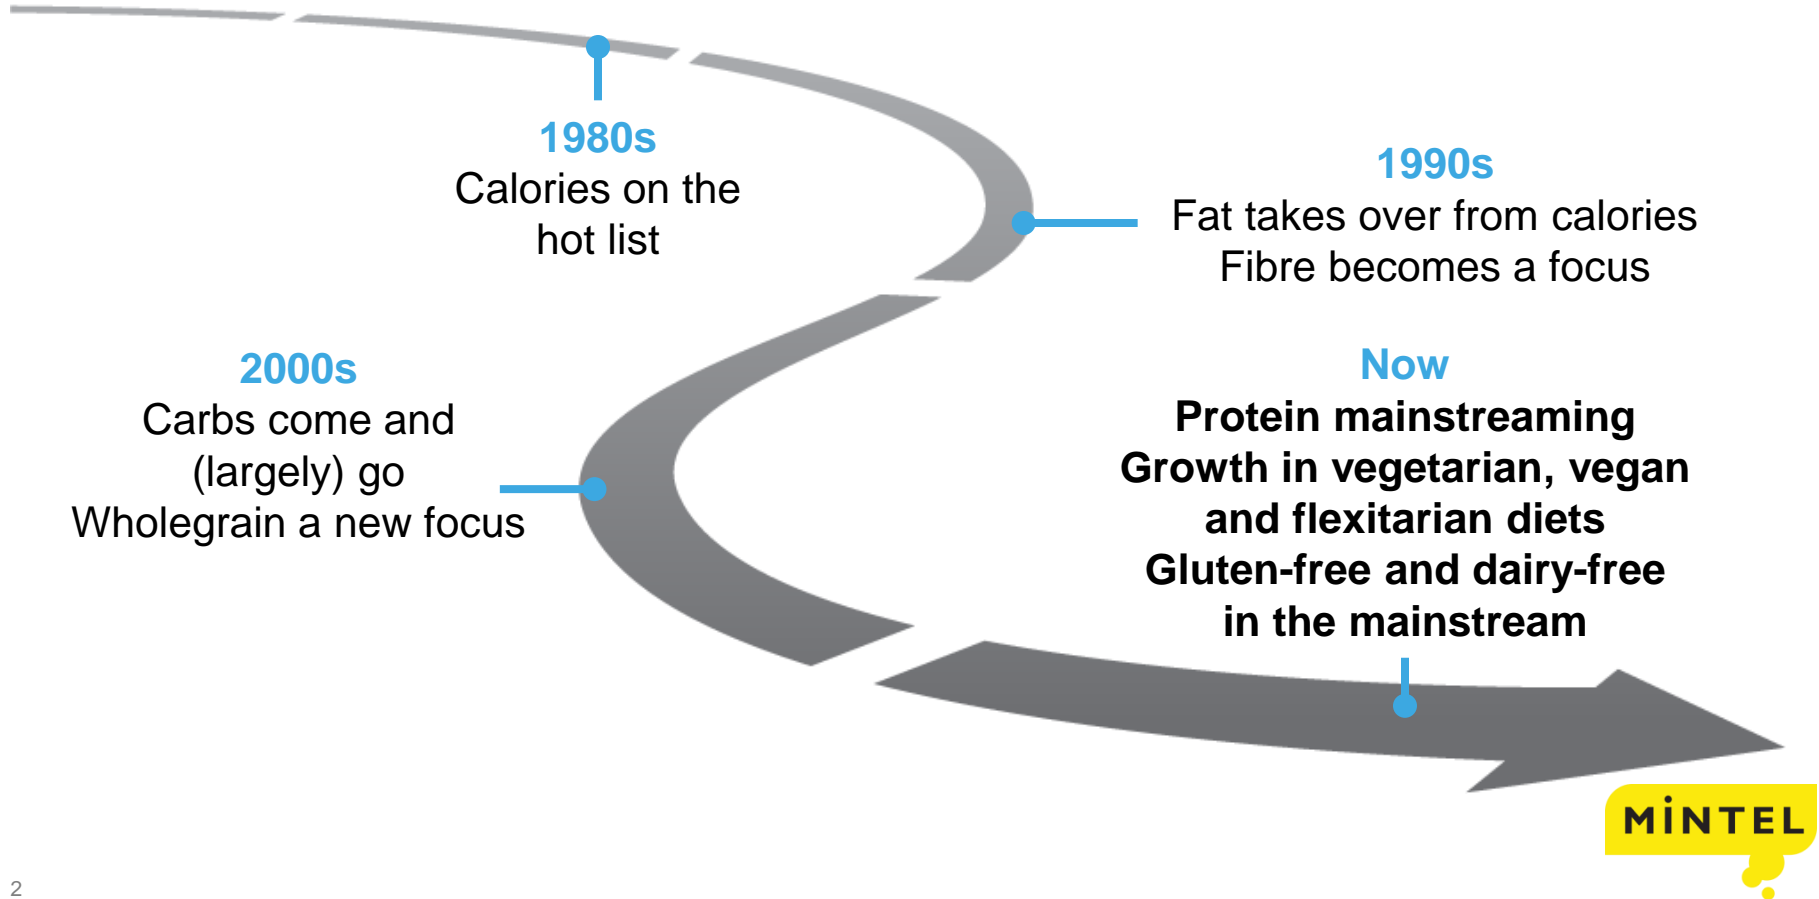 1980s
Calories on the
hot list
1990s
Fat takes over from calories
Fibre becomes a focus
2000s
Carbs come and
(largely) go
Wholegrain a new focus
Now
Protein mainstreaming
Growth in vegetarian, vegan
and flexitarian diets
Gluten-free and dairy-free
in the mainstream
MiNTEL
2